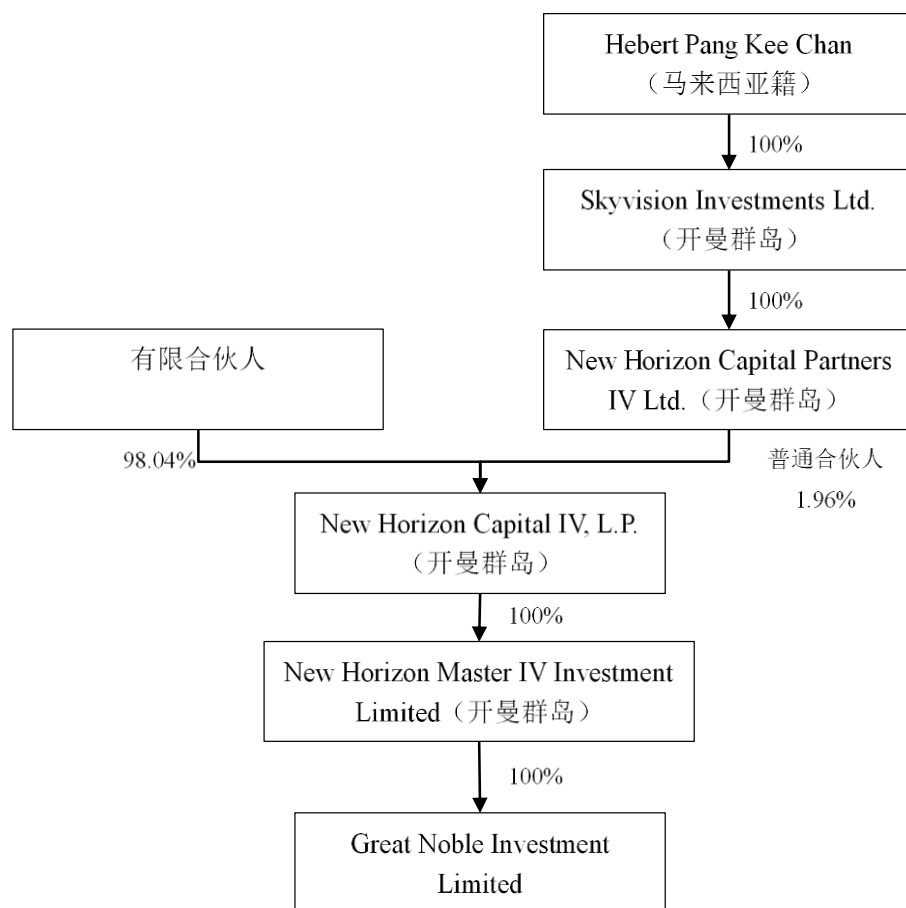 Hebert Pang Kee Chan
（马来西亚籍）
100%
Skyvision Investments Ltd.
（开曼群岛）
100%
有限合伙人
New Horizon Capital Partners
IV Ltd.（开曼群岛）
98.04%
普通合伙人
1.96%
New Horizon Capital IV, L.P.
（开曼群岛）
100%
New Horizon Master IV Investment
Limited（开曼群岛）
100%
Great Noble Investment
Limited